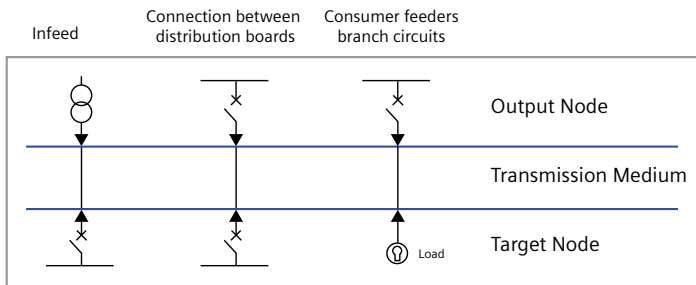 Infeed
Connection between
distribution boards
Consumer feeders
branch circuits
Output Node
Transmission Medium
Load
Target Node